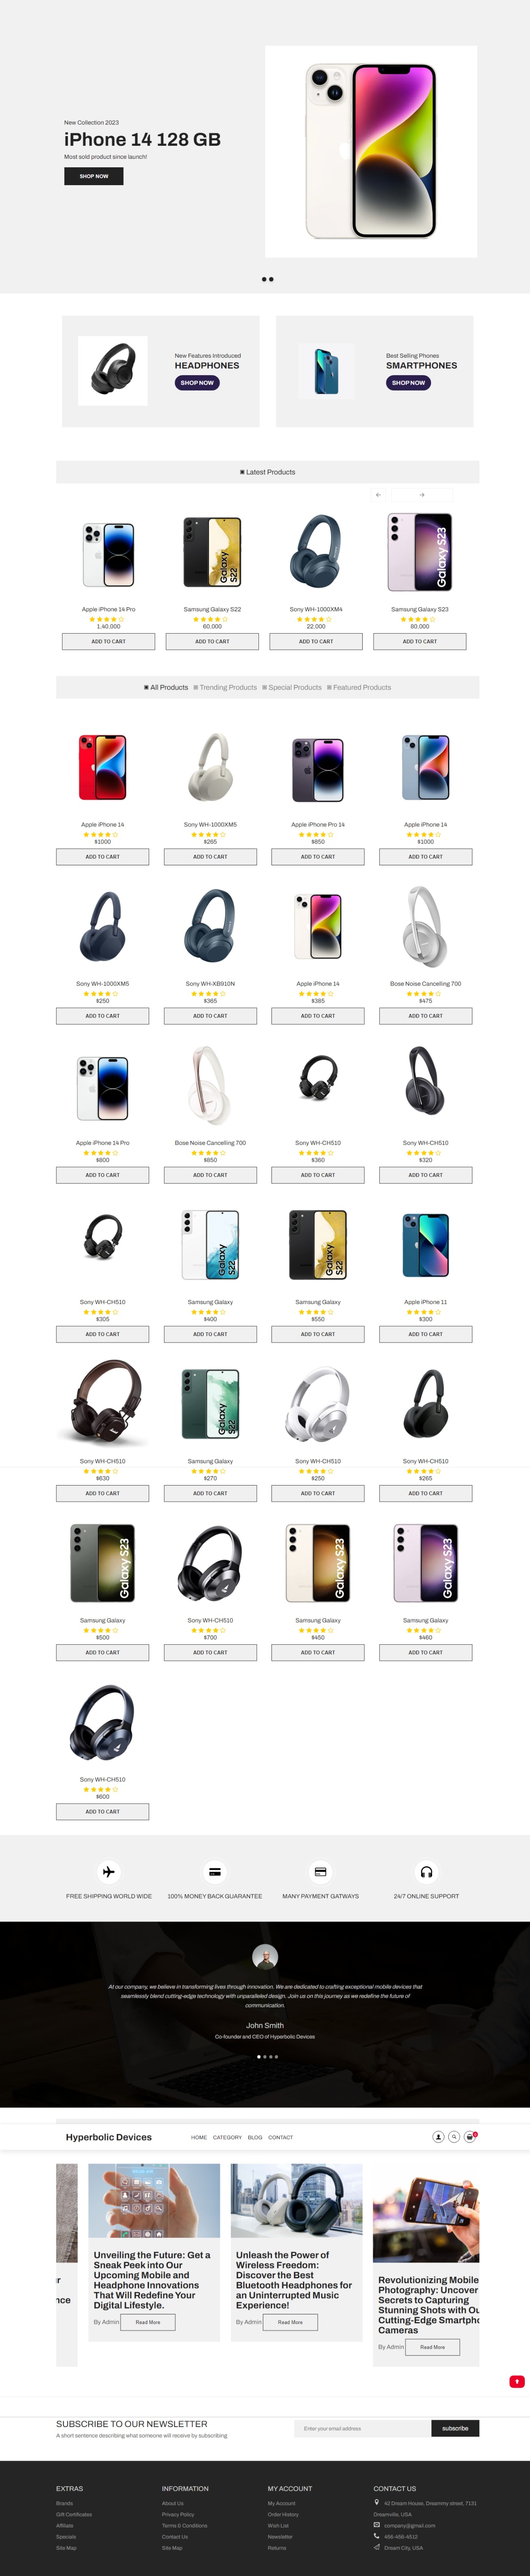 New Collection 2023
iPhone 14 128 GB
Most sold product since launch!
SHOP NOW
New Features Introduced
HEADPHONES
SHOP NOW
Best Selling Phones
SMARTPHONES
SHOP NOW
Latest Products
Galaxy S22
Galaxy S23
Apple iPhone 14 Pro
Samsung Galaxy S22
Sony WH-1000XM4
Samsung Galaxy S23
1,40,000
60,000
22,000
80,000
ADD TO CART
ADD TO CART
ADD TO CART
ADD TO CART
All Products Trending Products Special Products Featured Products
Apple iPhone 14
Sony WH-1000XM5
Apple iPhone Pro 14
Apple iPhone 14
$1000
$265
$850
$1000
ADD TO CART
ADD TO CART
ADD TO CART
ADD TO CART
Sony WH-1000XM5
Sony WH-XB910N
Apple iPhone 14
Bose Noise Cancelling 700
$250
$365
$385
$475
ADD TO CART
ADD TO CART
ADD TO CART
ADD TO CART
Apple iPhone 14 Pro
Bose Noise Cancelling 700
Sony WH-CH510
Sony WH-CH510
$800
$850
$360
$320
ADD TO CART
ADD TO CART
ADD TO CART
ADD TO CART
Galaxy S22
Galaxy S22
Sony WH-CH510
Samsung Galaxy
Samsung Galaxy
Apple iPhone 11
$305
$400
$550
$300
ADD TO CART
ADD TO CART
ADD TO CART
ADD TO CART
Galaxy S22
Sony WH-CH510
Samsung Galaxy
Sony WH-CH510
Sony WH-CH510
$630
$270
$250
$265
ADD TO CART
ADD TO CART
ADD TO CART
ADD TO CART
Galaxy S23
Galaxy S23
Galaxy S23
Samsung Galaxy
Sony WH-CH510
Samsung Galaxy
Samsung Galaxy
$500
$700
$450
$460
ADD TO CART
ADD TO CART
ADD TO CART
ADD TO CART
Sony WH-CH510
$600
ADD TO CART
FREE SHIPPING WORLD WIDE
100% MONEY BACK GUARANTEE
MANY PAYMENT GATWAYS
24/7 ONLINE SUPPORT
At our company, we believe in transforming lives through innovation. We are dedicated to crafting exceptional mobile devices that
seamlessly blend cutting-edge technology with unparalleled design. Join us on this journey as we redefine the future of
communication.
John Smith
Co-founder and CEO of Hyperbolic Devices
Hyperbolic Devices
HOME CATEGORY BLOG CONTACT
Unveiling the Future: Get a
Sneak Peek into Our
Upcoming Mobile and
Headphone Innovations
That Will Redefine Your
Digital Lifestyle.
By Admin Read More
Unleash the Power of
Wireless Freedom:
Discover the Best
Bluetooth Headphones for
an Uninterrupted Music
Experience!
By Admin Read More
Revolutionizing Mobile
Photography: Uncover
Secrets to Capturing
Stunning Shots with Ou
Cutting-Edge Smartpho
Cameras
By Admin Read More
SUBSCRIBE TO OUR NEWSLETTER
A short sentence describing what someone will receive by subscribing
Enter your email address
subscribe
EXTRAS
Brands
Gift Certificates
Affiliate
Specials
Site Map
INFORMATION
About Us
Privacy Policy
Terms & Conditions
Contact Us
Site Map
MY ACCOUNT
My Account
Order History
Wish List
Newsletter
Returns
CONTACT US
42 Dream House, Dreammy street, 7131
Dreamville, USA
company@gmail.com
456-456-4512
Dream City, USA